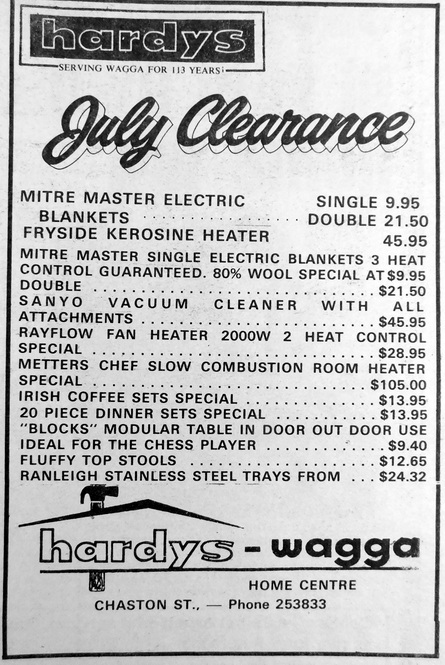 hardys
SERVING WAGGA FOR 113 YEARS
July Clearance
MITRE MASTER ELECTRIC SINGLE 9.95
BLANKETS .................. DOUBLE 21.50
FRYSIDE KEROSINE HEATER 45.95
MITRE MASTER SINGLE ELECTRIC BLANKETS 3 HEAT
CONTROL GUARANTEED. 80% WOOL SPECIAL AT $9.95
DOUBLE .................................. $21.50
SANYO VACUUM CLEANER WITH ALL
ATTACHMENTS ........................... $45.95
RAYFLOW FAN HEATER 2000W 2 HEAT CONTROL
SPECIAL ................................. $28.95
METTERS CHEF SLOW COMBUSTION ROOM HEATER
SPECIAL ................................ $105.00
IRISH COFFEE SETS SPECIAL ................ $13.95
20 PIECE DINNER SETS SPECIAL ............. $13.95
"BLOCKS" MODULAR TABLE IN DOOR OUT DOOR USE
IDEAL FOR THE CHESS PLAYER ............ $9.40
FLUFFY TOP STOOLS ...................... $12.65
RANLEIGH STAINLESS STEEL TRAYS FROM ... $24.32
hardys - wagga
HOME CENTRE
CHASTON ST., — Phone 253833